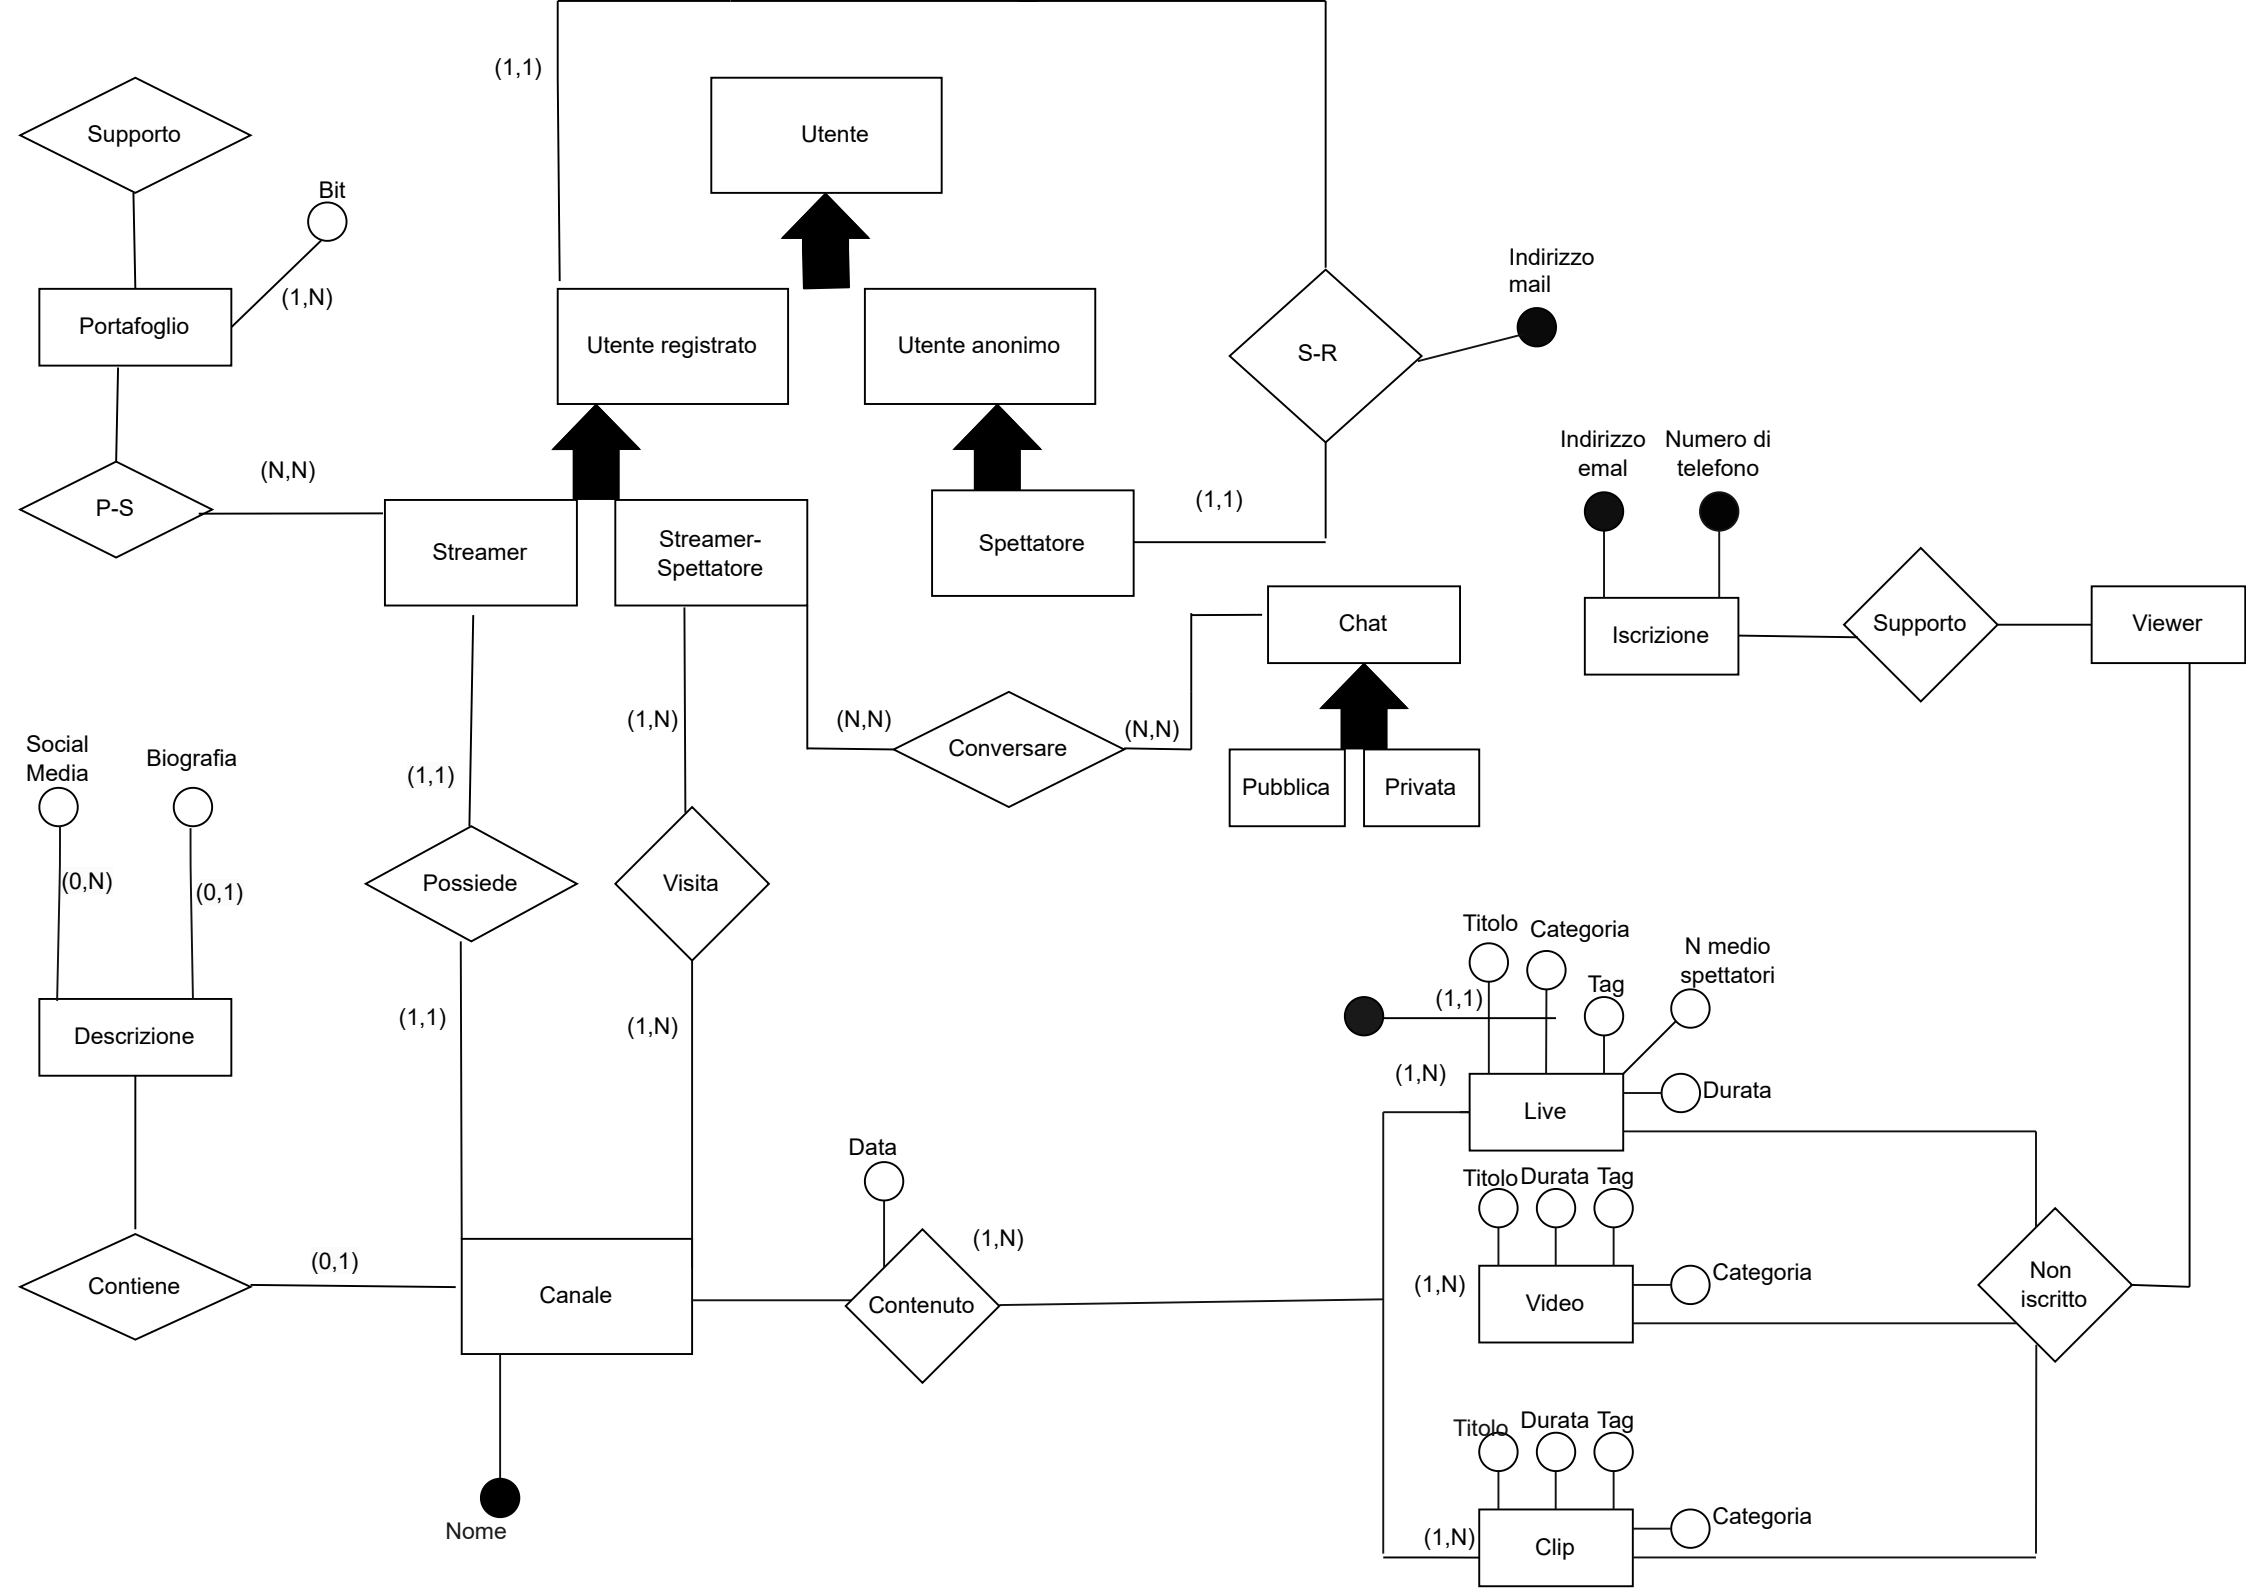 (1,1)
Utente
Supporto
Bit
(1,N)
Portafoglio
Utente registrato
Utente anonimo
S-R
Indirizzo
mail
(N,N)
P-S
Streamer
Streamer-
Spettatore
Spettatore
(1,1)
Indirizzo
emal
Numero di
telefono
Chat
Iscrizione
Supporto
Viewer
(1,N)
(N,N)
Conversare
(N,N)
Pubblica
Privata
Social
Media
Biografia
(1,1)
(0,N)
(0,1)
Possiede
Visita
Titolo
Categoria
N medio
spettatori
Tag
(1,1)
Descrizione
(1,1)
(1,N)
(1,N)
Live
Durata
Data
Titolo
Durata
Tag
(1,N)
(0,1)
Contiene
Canale
Contenuto
(1,N)
Video
Categoria
Non
iscritto
Titolo
Durata
Tag
Nome
(1,N)
Clip
Categoria